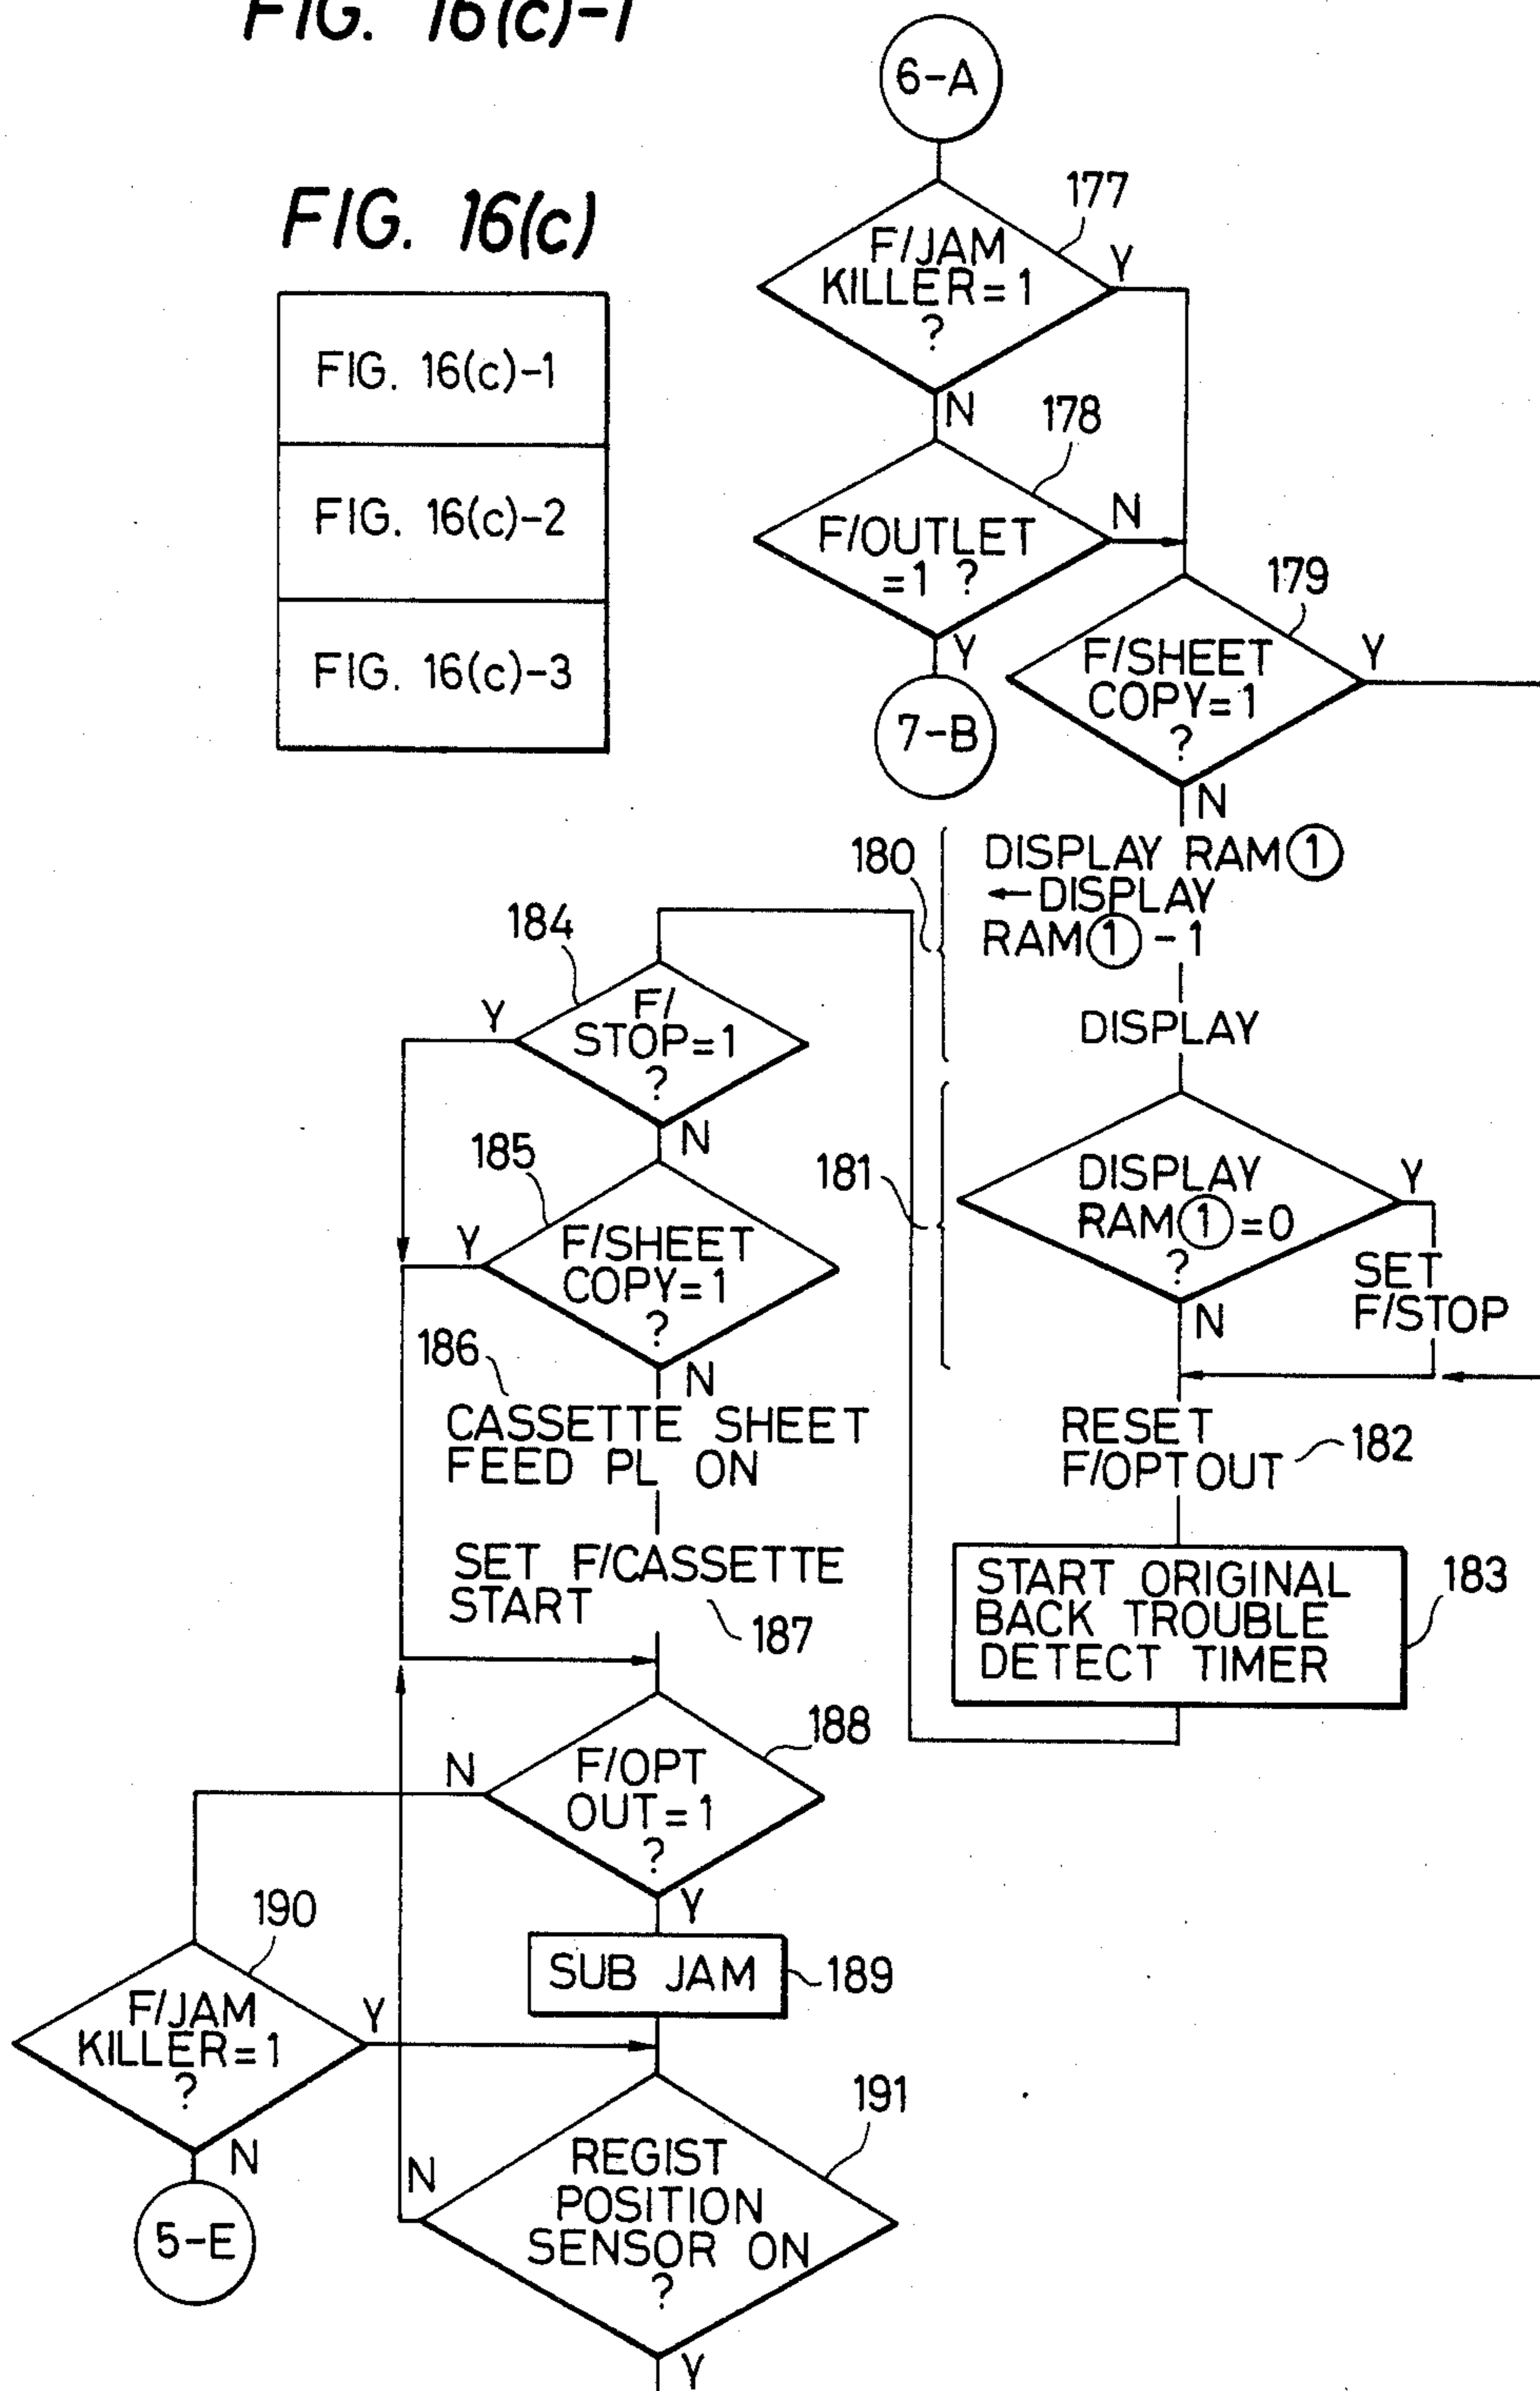 FIG. 16(c)-1
6-A
FIG. 16(c)
FIG. 16(c)-1
FIG. 16(c)-2
FIG. 16(c)-3
177
F/JAM
KILLER=1
?
Y
N
178
F/OUTLET
=1 ?
N
Y
7-B
179
F/SHEET
COPY=1
?
Y
N
180
DISPLAY RAM①
←DISPLAY
RAM①-1
DISPLAY
181
DISPLAY
RAM①=0
?
Y
SET
F/STOP
N
RESET
F/OPTOUT
182
START ORIGINAL
BACK TROUBLE
DETECT TIMER
183
184
F/
STOP=1
?
Y
N
185
F/SHEET
COPY=1
?
Y
N
186
CASSETTE SHEET
FEED PL ON
SET F/CASSETTE
START
187
188
F/OPT
OUT=1
?
N
Y
SUB JAM
189
190
F/JAM
KILLER=1
?
Y
N
5-E
191
REGIST
POSITION
SENSOR ON
?
N
Y